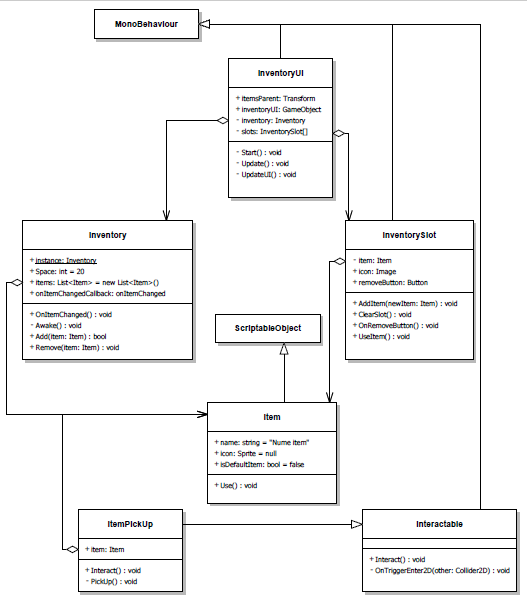 MonoBehaviour
InventoryUI
+ itemsParent: Transform
+ inventoryUI: GameObject
- inventory: Inventory
- slots: InventorySlot[]
- Start() : void
- Update() : void
- UpdateUI() : void
Inventory
+ instance: Inventory
+ Space: int = 20
+ items: List<Item> = new List<Item>()
+ onItemChangedCallback: onItemChanged
+ OnItemChanged() : void
- Awake() : void
+ Add(item: Item) : bool
+ Remove(item: Item) : void
InventorySlot
- item: Item
+ icon: Image
+ removeButton: Button
+ AddItem(newItem: Item) : void
+ ClearSlot() : void
+ OnRemoveButton() : void
+ UseItem() : void
ScriptableObject
Item
+ name: string = "Nume item"
+ icon: Sprite = null
+ isDefaultItem: bool = false
+ Use() : void
ItemPickUp
+ item: Item
+ Interact() : void
- PickUp() : void
Interactable
+ Interact() : void
- OnTriggerEnter2D(other: Collider2D) : void